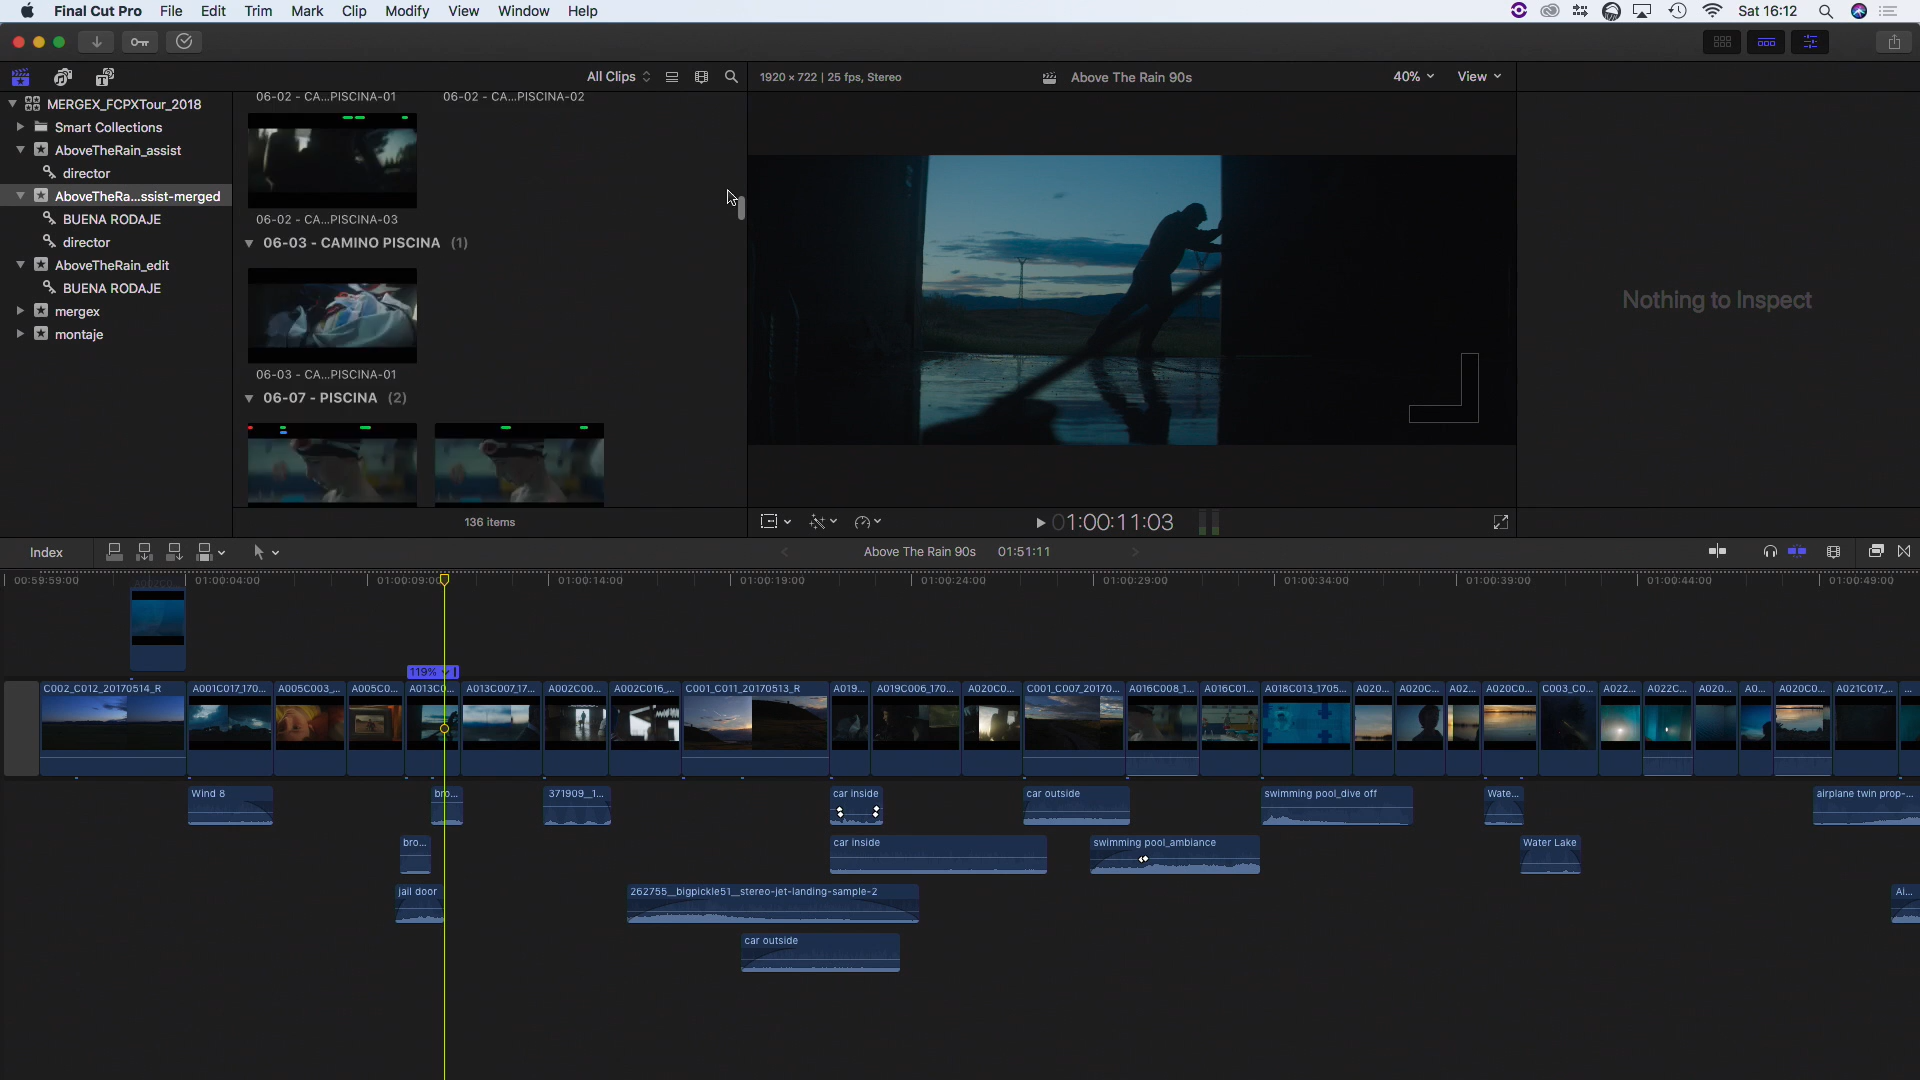 Final Cut Pro File Edit Trim Mark Clip Modify View Window Help Sat 16:12
All Clips 1920 × 722 | 25 fps, Stereo Above The Rain 90s 40% View
MERGEX_FCPXTour_2018
Smart Collections
AboveTheRain_assist
director
AboveTheRa...ssist-merged
BUENA RODAJE
director
AboveTheRain_edit
BUENA RODAJE
mergex
montaje
06-02 - CA...PISCINA-01 06-02 - CA...PISCINA-02
06-02 - CA...PISCINA-03
06-03 - CAMINO PISCINA (1)
06-03 - CA...PISCINA-01
06-07 - PISCINA (2)
136 items
Nothing to Inspect
01:00:11:03
Index Above The Rain 90s 01:51:11
00:59:59:00 01:00:04:00 01:00:09:00 01:00:14:00 01:00:19:00 01:00:24:00 01:00:29:00 01:00:34:00 01:00:39:00 01:00:44:00 01:00:49:00
119%
C002_C012_20170514_R A001C017_170... A005C003_... A005C0... A013C0... A013C007_17... A002C00... A002C016_... C001_C011_20170513_R A019... A019C006_170... A020C0... C001_C007_20170... A016C008_1... A016C01... A018C013_1705... A020... A020C... A02... A020C0... C003_C0... A022... A022C... A020... A0... A020C0... A021C017_... ...
Wind 8 bro... 371909__1... car inside car outside swimming pool_dive off Wate... airplane twin prop-...
bro... car inside swimming pool_ambiance Water Lake
jail door 262755__bigpickle51__stereo-jet-landing-sample-2 Ai...
car outside